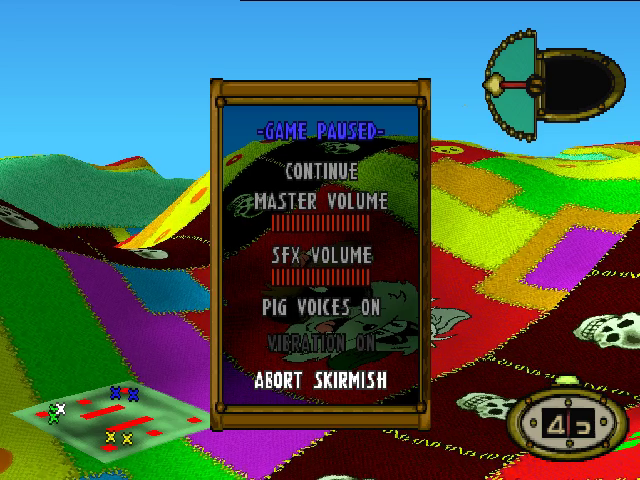 -GAME PAUSED-
CONTINUE
MASTER VOLUME
SFX VOLUME
PIG VOICES ON
VIBRATION ON
ABORT SKIRMISH